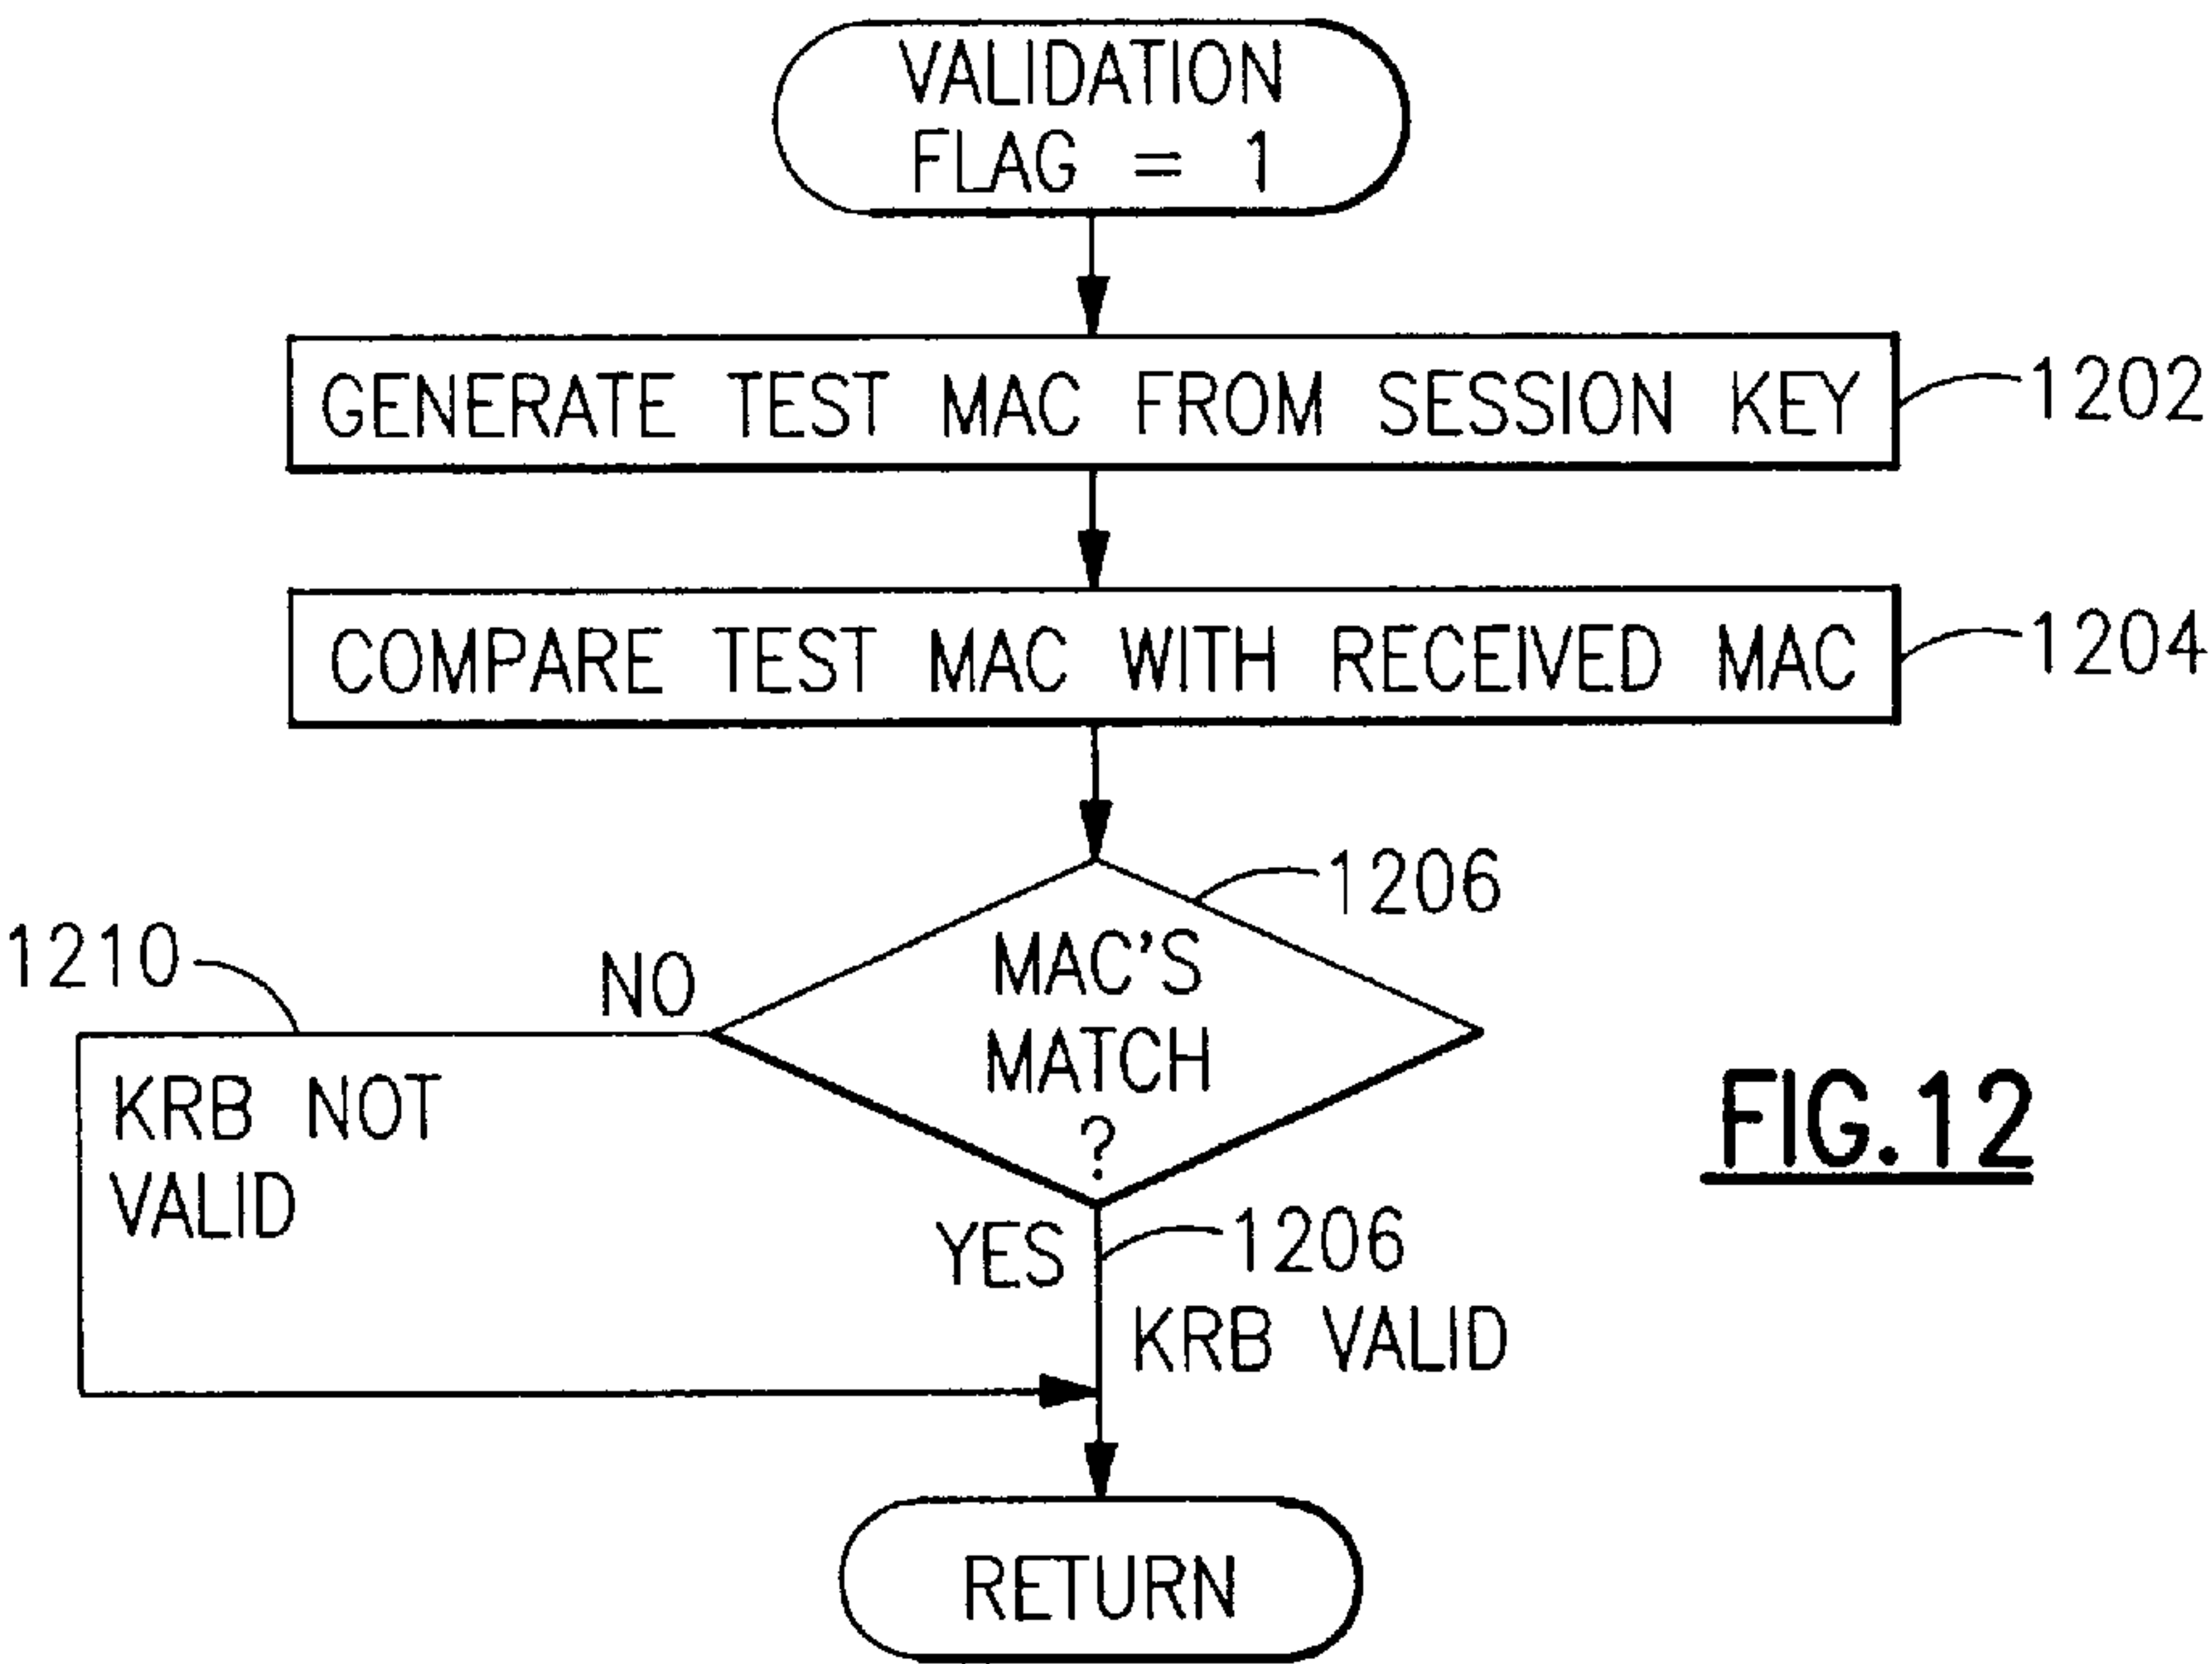 VALIDATION
FLAG = 1
GENERATE TEST MAC FROM SESSION KEY
1202
COMPARE TEST MAC WITH RECEIVED MAC
1204
1206
MAC'S
MATCH
?
1210
NO
KRB NOT
VALID
YES
1206
KRB VALID
FIG.12
RETURN